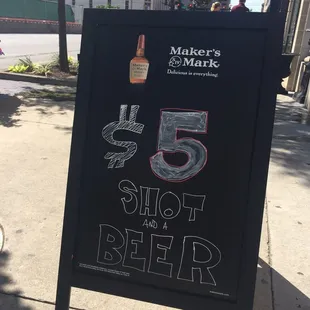 Maker's
Mark
Delicious is everything.
$5
SHOT
AND A
BEER